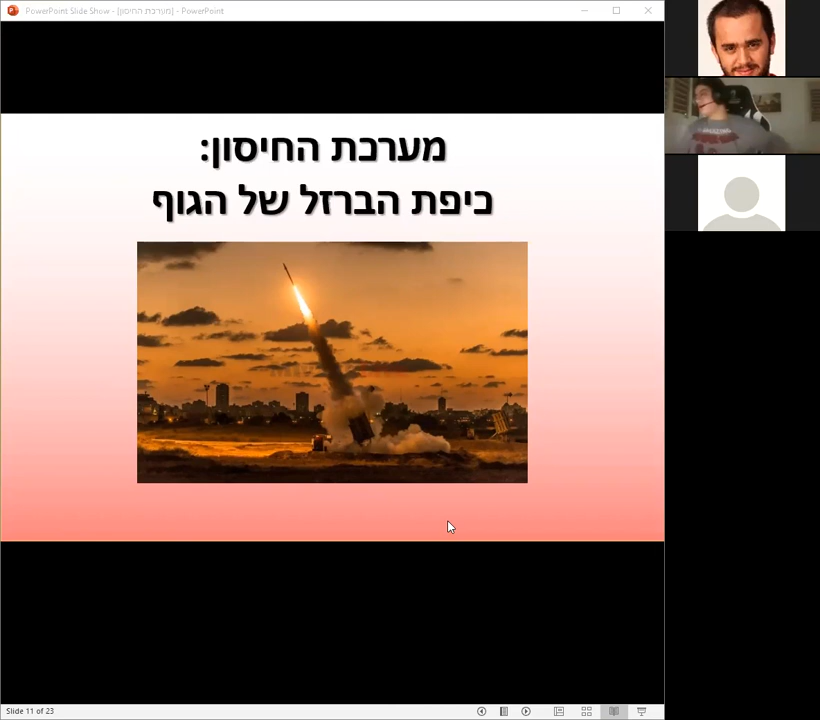 PowerPoint Slide Show - [מערכת החיסון] - PowerPoint
מערכת החיסון:
כיפת הברזל של הגוף
Slide 11 of 23